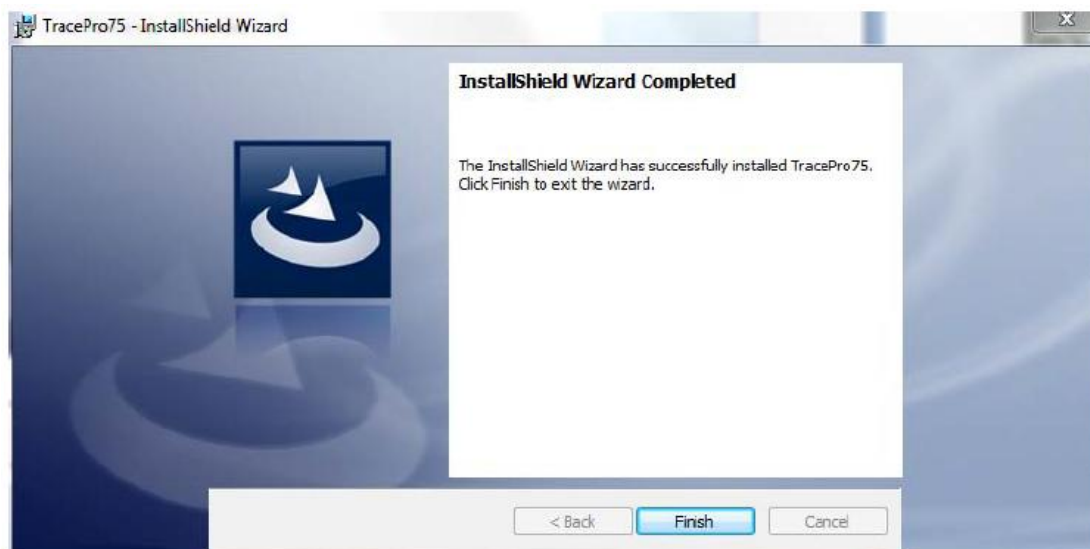 TracePro75 - InstallShield Wizard
InstallShield Wizard Completed
The InstallShield Wizard has successfully installed TracePro75.
Click Finish to exit the wizard.
< Back Finish Cancel